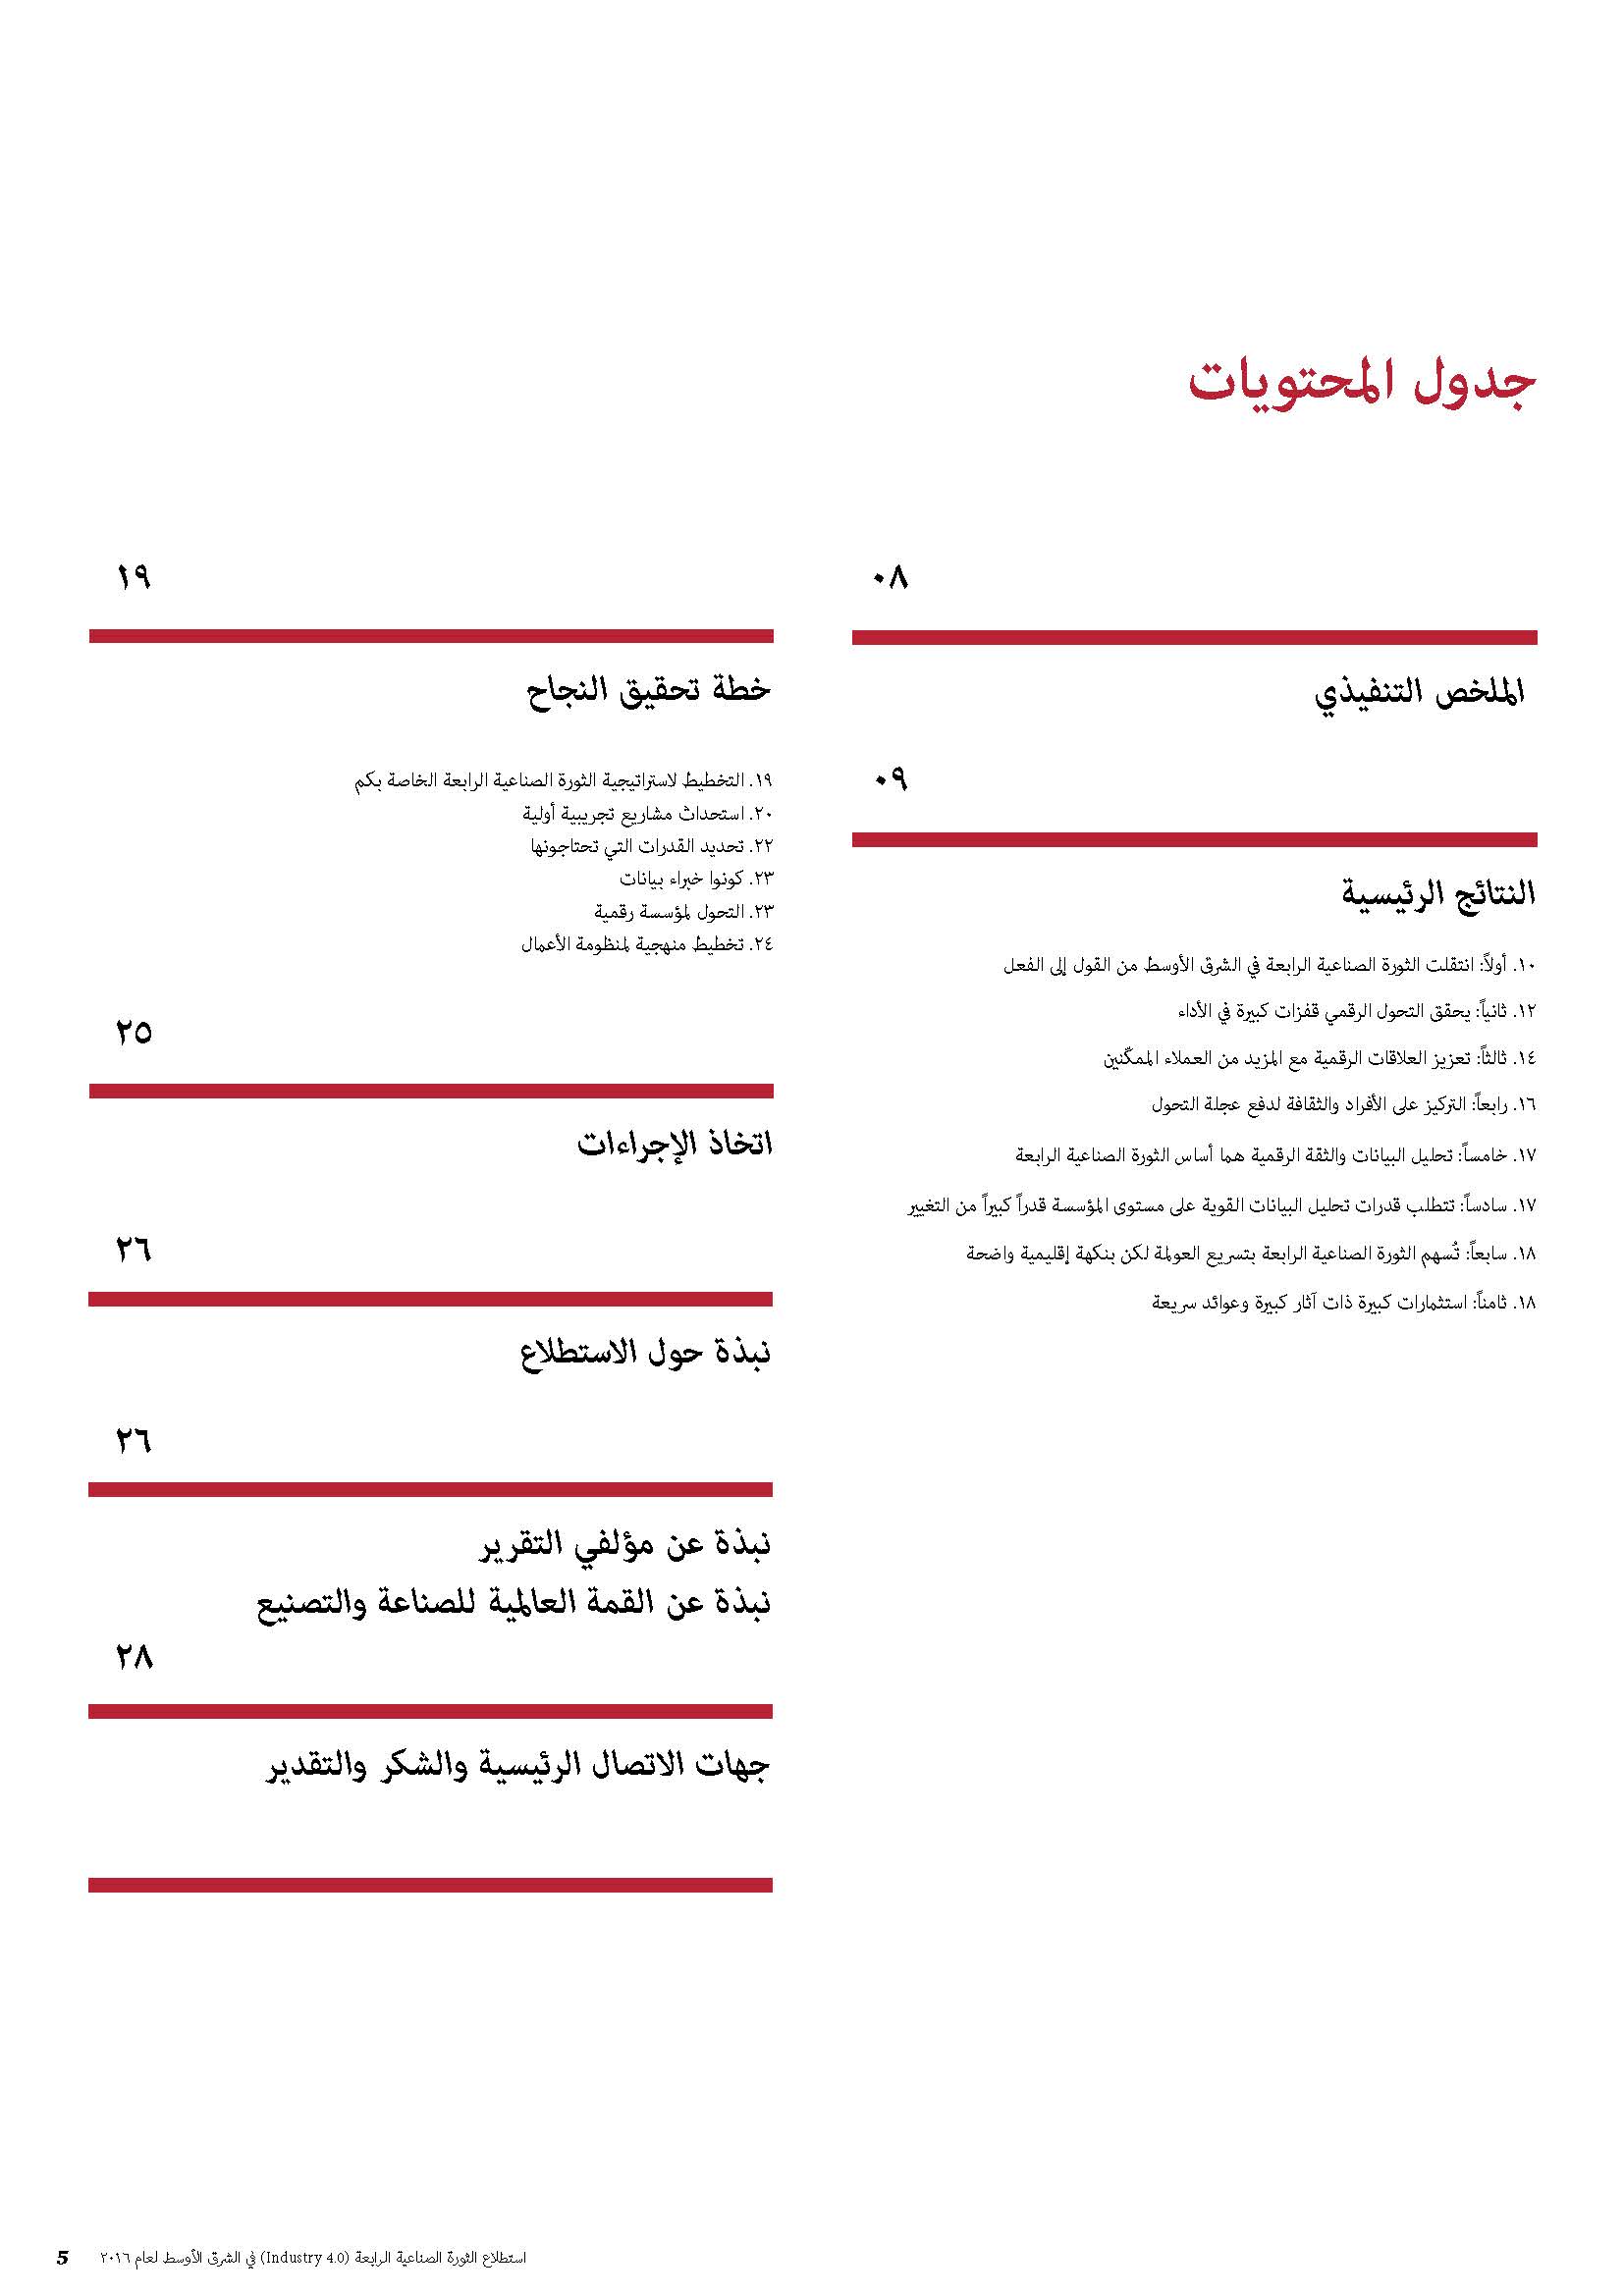 جدول المحتويات
٠٨
الملخص التنفيذي
٠٩
النتائج الرئيسية
١٠. أولاً: انتقلت الثورة الصناعية الرابعة في الشرق الأوسط من القول إلى الفعل
١٢. ثانياً: يحقق التحول الرقمي قفزات كبيرة في الأداء
١٤. ثالثاً: تعزيز العلاقات الرقمية مع المزيد من العملاء الممكّنين
١٦. رابعاً: التركيز على الأفراد والثقافة لدفع عجلة التحول
١٧. خامساً: تحليل البيانات والثقة الرقمية هما أساس الثورة الصناعية الرابعة
١٧. سادساً: تتطلب قدرات تحليل البيانات القوية على مستوى المؤسسة قدراً كبيراً من التغيير
١٨. سابعاً: تُسهم الثورة الصناعية الرابعة بتسريع العولمة لكن بنكهة إقليمية واضحة
١٨. ثامناً: استثمارات كبيرة ذات آثار كبيرة وعوائد سريعة
١٩
خطة تحقيق النجاح
١٩. التخطيط لاستراتيجية الثورة الصناعية الرابعة الخاصة بكم
٢٠. استحداث مشاريع تجريبية أولية
٢٢. تحديد القدرات التي تحتاجونها
٢٣. كونوا خبراء بيانات
٢٣. التحول لمؤسسة رقمية
٢٤. تخطيط منهجية لمنظومة الأعمال
٢٥
اتخاذ الإجراءات
٢٦
نبذة حول الاستطلاع
٢٦
نبذة عن مؤلفي التقرير
نبذة عن القمة العالمية للصناعة والتصنيع
٢٨
جهات الاتصال الرئيسية والشكر والتقدير
استطلاع الثورة الصناعية الرابعة (Industry 4.0) في الشرق الأوسط لعام ٢٠١٦ 5